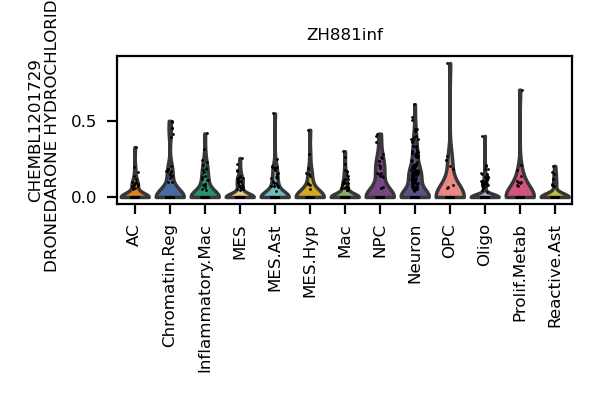 ZH881inf
CHEMBL1201729
DRONEDARONE HYDROCHLORID
0.5
0.0
AC
Chromatin.Reg
Inflammatory.Mac
MES
MES.Ast
MES.Hyp
Mac
NPC
Neuron
OPC
Oligo
Prolif.Metab
Reactive.Ast